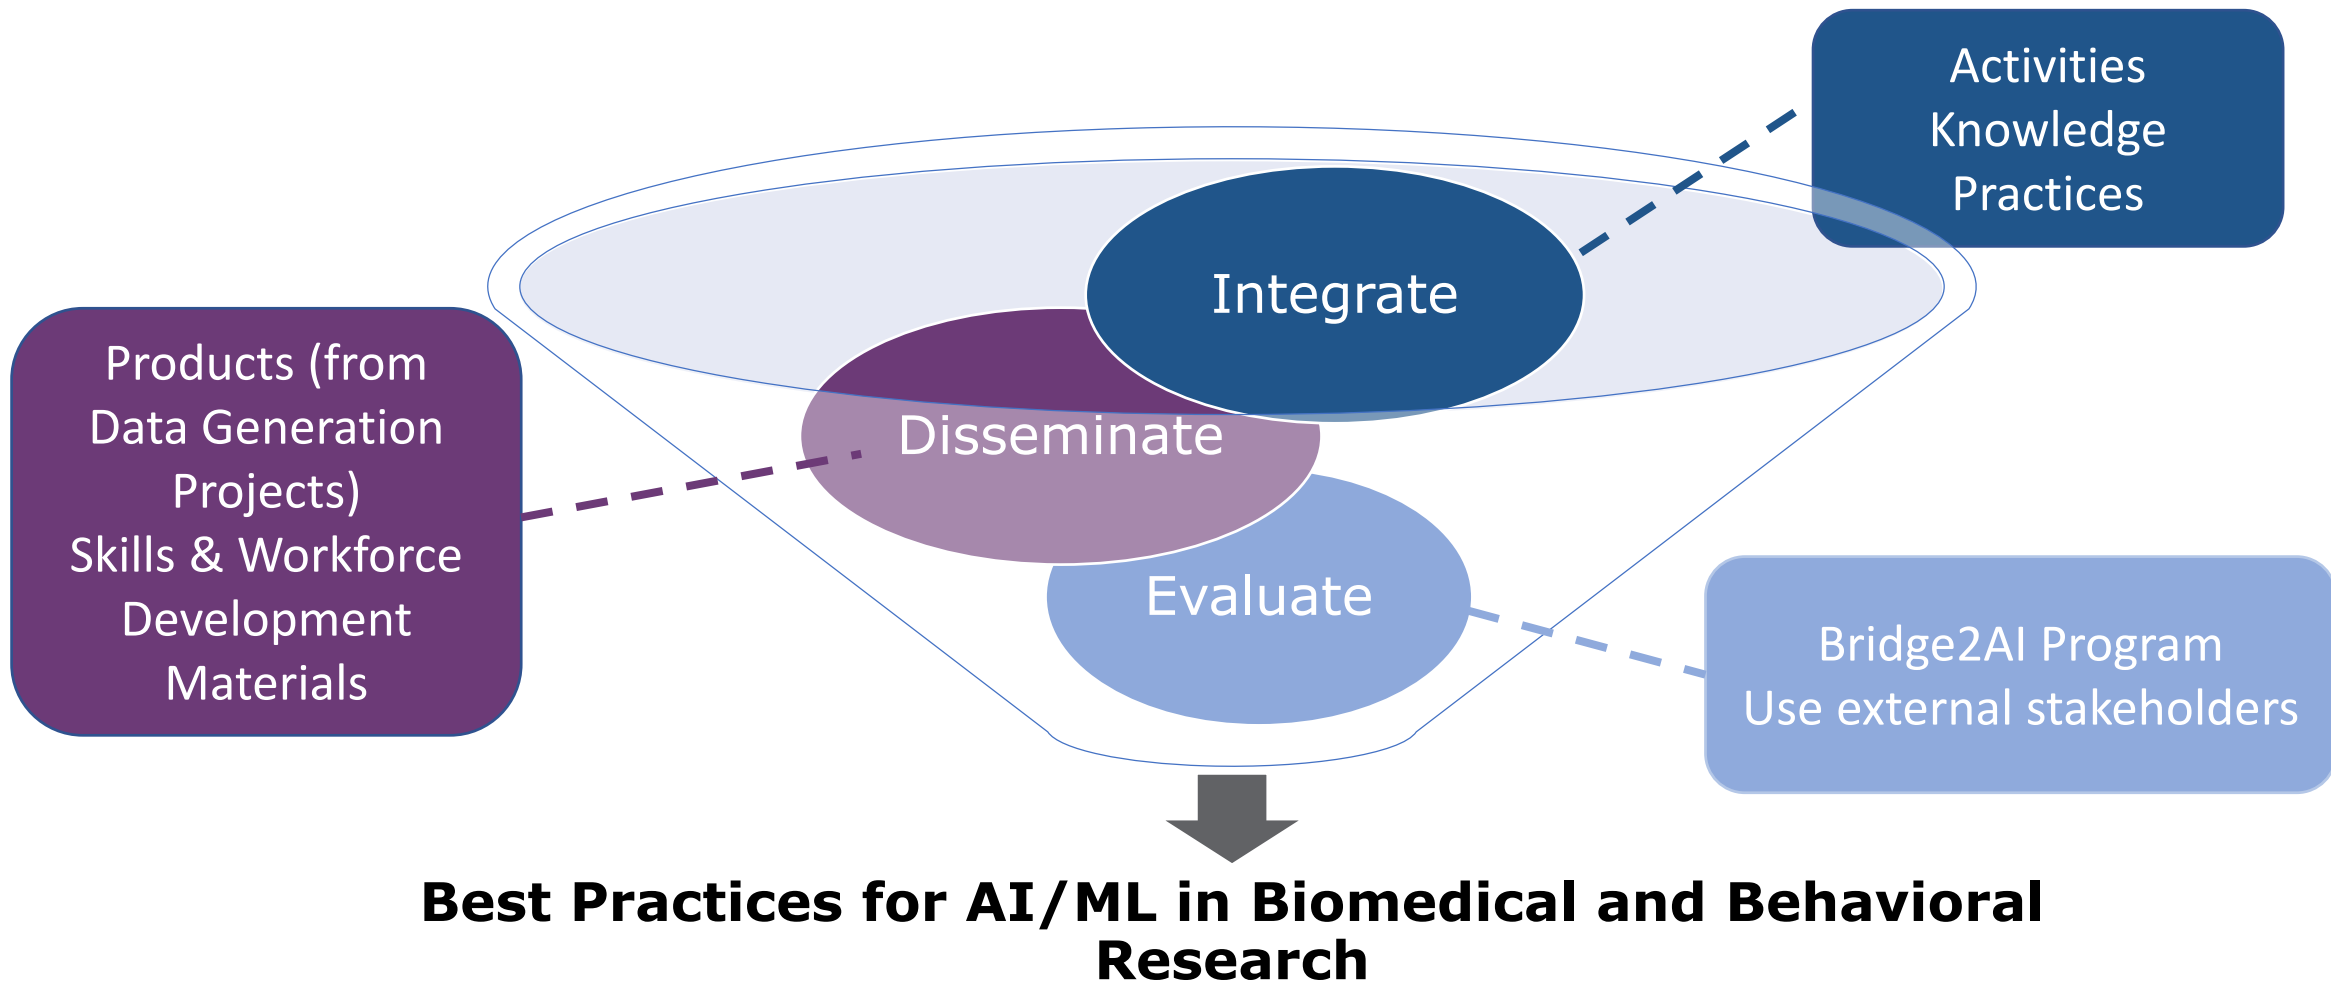 Activities
Knowledge
Practices
Integrate
Products (from
Data Generation
Projects)
Skills & Workforce
Development
Materials
Disseminate
Evaluate
Bridge2AI Program
Use external stakeholders
Best Practices for AI/ML in Biomedical and Behavioral
Research